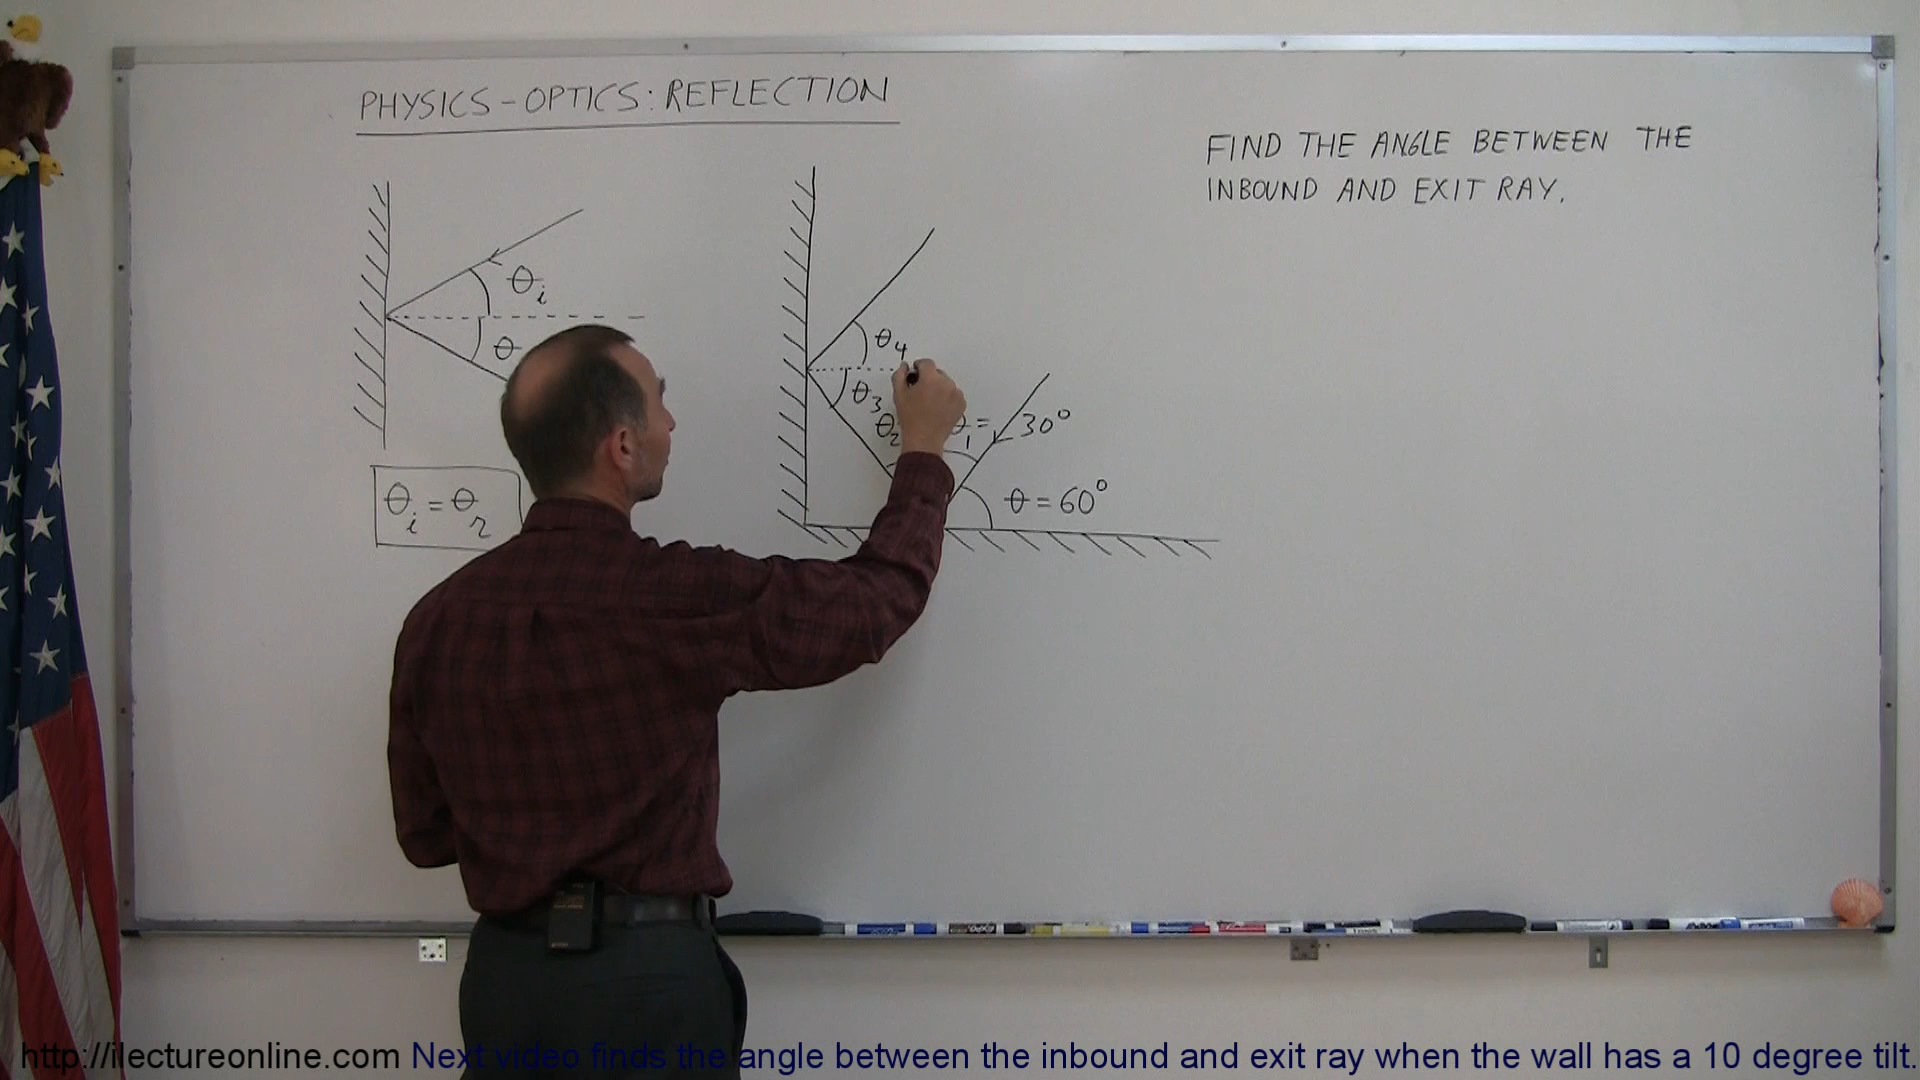 PHYSICS - OPTICS: REFLECTION
FIND THE ANGLE BETWEEN THE
INBOUND AND EXIT RAY.
θi
θ
θi = θr
θ4
θ3
θ2
θ1 = 30°
θ = 60°
http://ilectureonline.com Next video finds the angle between the inbound and exit ray when the wall has a 10 degree tilt.